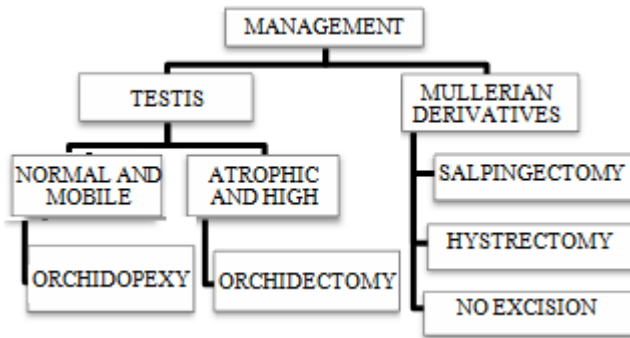 MANAGEMENT
TESTIS
MULLERIAN
DERIVATIVES
NORMAL AND
MOBILE
ATROPHIC
AND HIGH
SALPINGECTOMY
HYSTRECTOMY
ORCHIDOPEXY
ORCHIDECTOMY
NO EXCISION